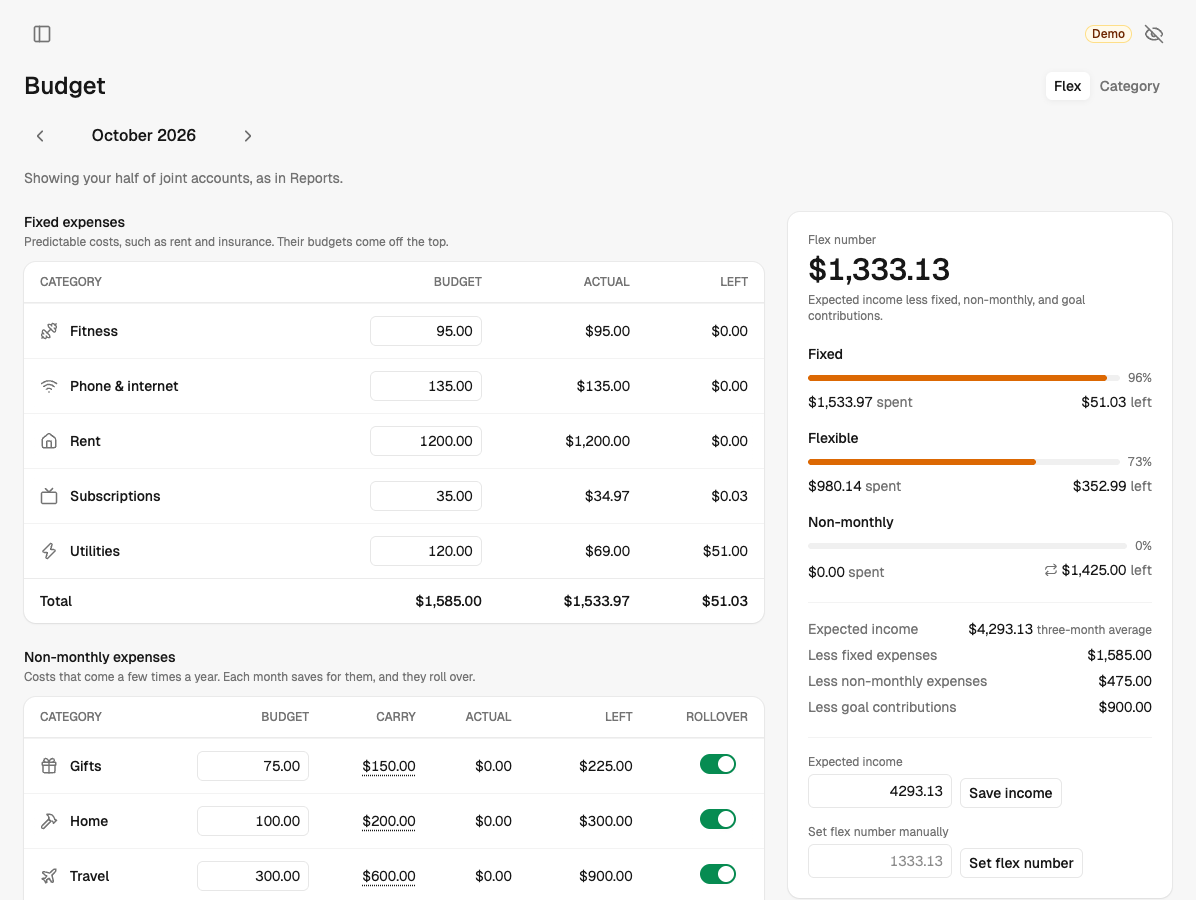 Demo
Budget
Flex Category
October 2026
Showing your half of joint accounts, as in Reports.
Fixed expenses
Predictable costs, such as rent and insurance. Their budgets come off the top.
CATEGORY BUDGET ACTUAL LEFT
Fitness 95.00 $95.00 $0.00
Phone & internet 135.00 $135.00 $0.00
Rent 1200.00 $1,200.00 $0.00
Subscriptions 35.00 $34.97 $0.03
Utilities 120.00 $69.00 $51.00
Total $1,585.00 $1,533.97 $51.03
Non-monthly expenses
Costs that come a few times a year. Each month saves for them, and they roll over.
CATEGORY BUDGET CARRY ACTUAL LEFT ROLLOVER
Gifts 75.00 $150.00 $0.00 $225.00
Home 100.00 $200.00 $0.00 $300.00
Travel 300.00 $600.00 $0.00 $900.00
Flex number
$1,333.13
Expected income less fixed, non-monthly, and goal
contributions.
Fixed
96%
$1,533.97 spent $51.03 left
Flexible
73%
$980.14 spent $352.99 left
Non-monthly
0%
$0.00 spent $1,425.00 left
Expected income $4,293.13 three-month average
Less fixed expenses $1,585.00
Less non-monthly expenses $475.00
Less goal contributions $900.00
Expected income
4293.13 Save income
Set flex number manually
1333.13 Set flex number